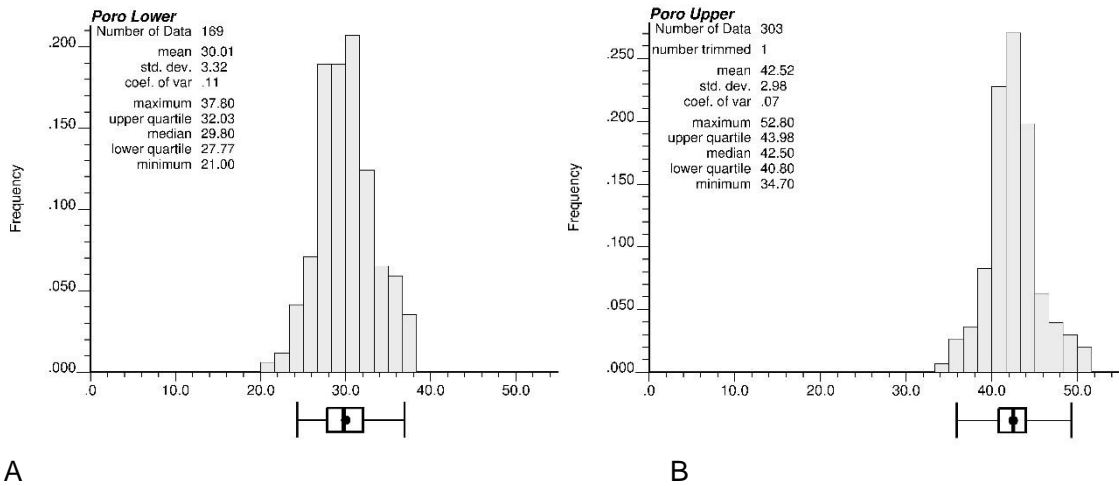 Poro Lower
Number of Data 169
mean 30.01
std. dev. 3.32
coef. of var .11
maximum 37.80
upper quartile 32.03
median 29.80
lower quartile 27.77
minimum 21.00
Frequency
.200
.150
.100
.050
.000
.0 10.0 20.0 30.0 40.0 50.0
A
Poro Upper
Number of Data 303
number trimmed 1
mean 42.52
std. dev. 2.98
coef. of var .07
maximum 52.80
upper quartile 43.98
median 42.50
lower quartile 40.80
minimum 34.70
Frequency
.250
.200
.150
.100
.050
.000
.0 10.0 20.0 30.0 40.0 50.0
B